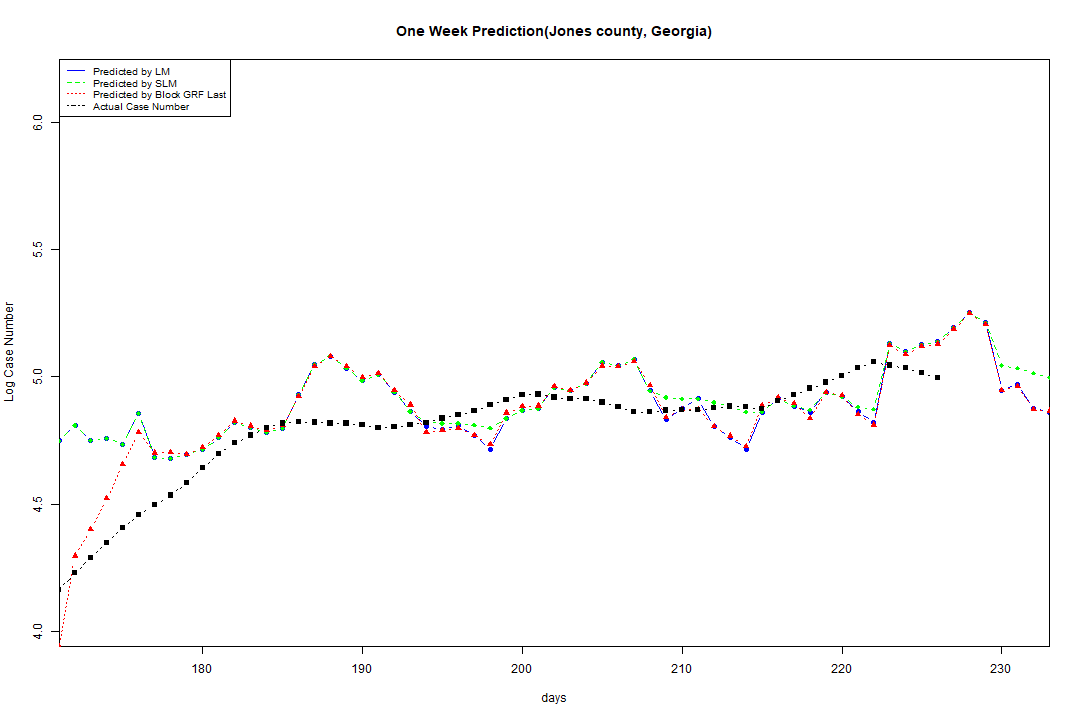 One Week Prediction(Jones county, Georgia)
Predicted by LM
Predicted by SLM
Predicted by Block GRF Last
Actual Case Number
6.0
5.5
5.0
4.5
4.0
Log Case Number
180 190 200 210 220 230
days